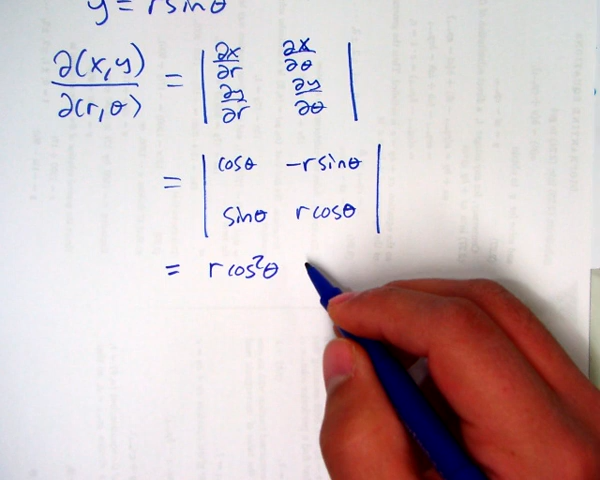 y = r sinθ
∂(x,y)/∂(r,θ) = | ∂x/∂r ∂x/∂θ |
| ∂y/∂r ∂y/∂θ |
= | cosθ -r sinθ |
| sinθ r cosθ |
= r cos²θ